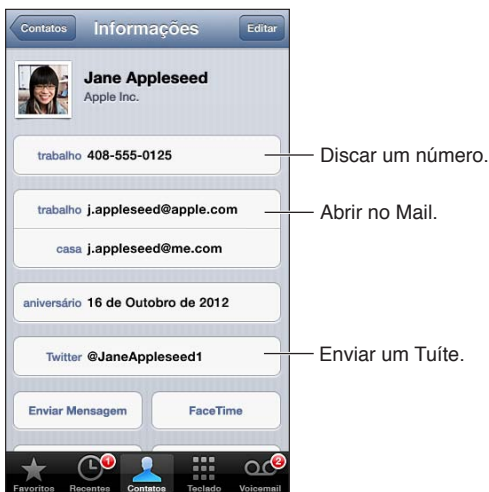 Contatos Informações Editar
Jane Appleseed
Apple Inc.
trabalho 408-555-0125
Discar um número.
trabalho j.appleseed@apple.com
Abrir no Mail.
casa j.appleseed@me.com
aniversário 16 de Outobro de 2012
Twitter @JaneAppleseed1
Enviar um Tuíte.
Enviar Mensagem FaceTime
1 2
Favoritos Recentes Contatos Teclado Voicemail